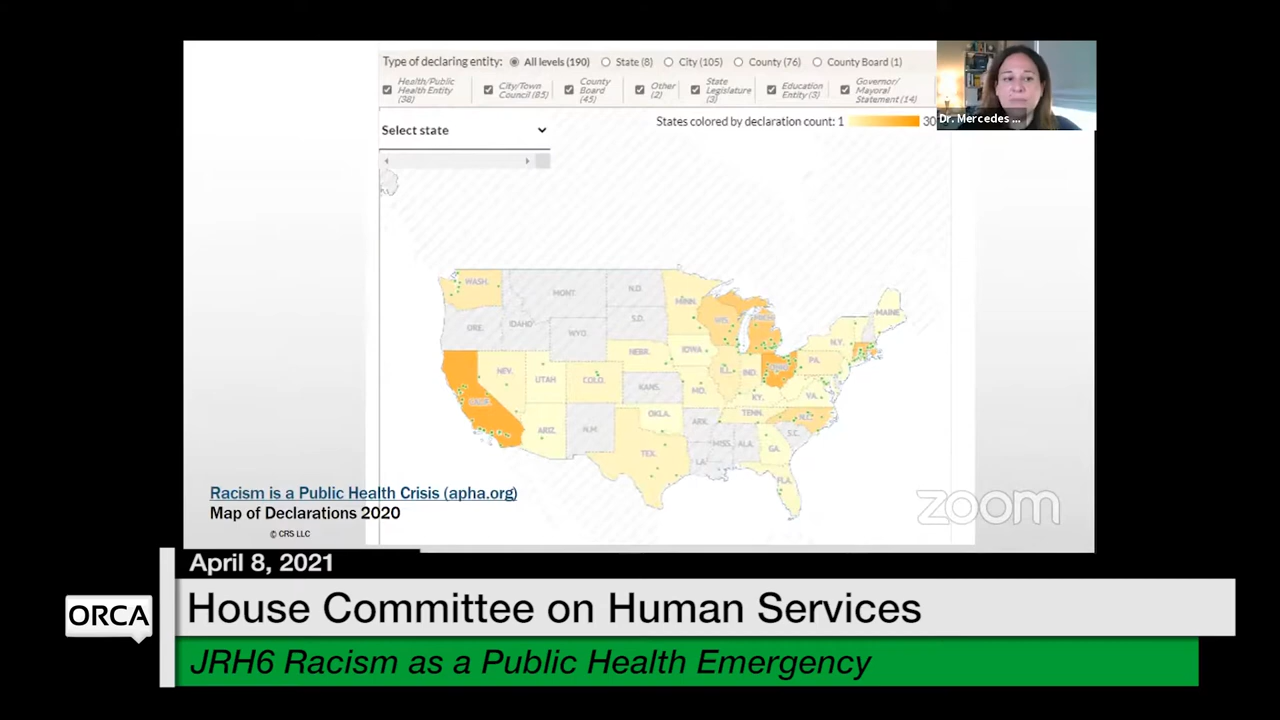 Type of declaring entity: All levels (190) State (8) City (105) County (76) County Board (1)
Health/Public Health Entity (38)
City/Town Council (85)
County Board (45)
Other (2)
State Legislature (3)
Education Entity (3)
Governor/Mayoral Statement (14)
Select state
States colored by declaration count: 1 30
Dr. Mercedes ...
WASH.
MONT.
N.D.
MINN.
MAINE
ORE.
IDAHO
S.D.
WIS.
MICH.
WYO.
N.Y.
NEBR.
IOWA
PA.
NEV.
UTAH
COLO.
ILL.
IND.
OHIO
CALIF.
KANS.
MO.
KY.
VA.
ARIZ.
N.M.
OKLA.
ARK.
TENN.
N.C.
S.C.
TEX.
LA.
MISS.
ALA.
GA.
FLA.
Racism is a Public Health Crisis (apha.org)
Map of Declarations 2020
© CRS LLC
zoom
April 8, 2021
ORCA
House Committee on Human Services
JRH6 Racism as a Public Health Emergency